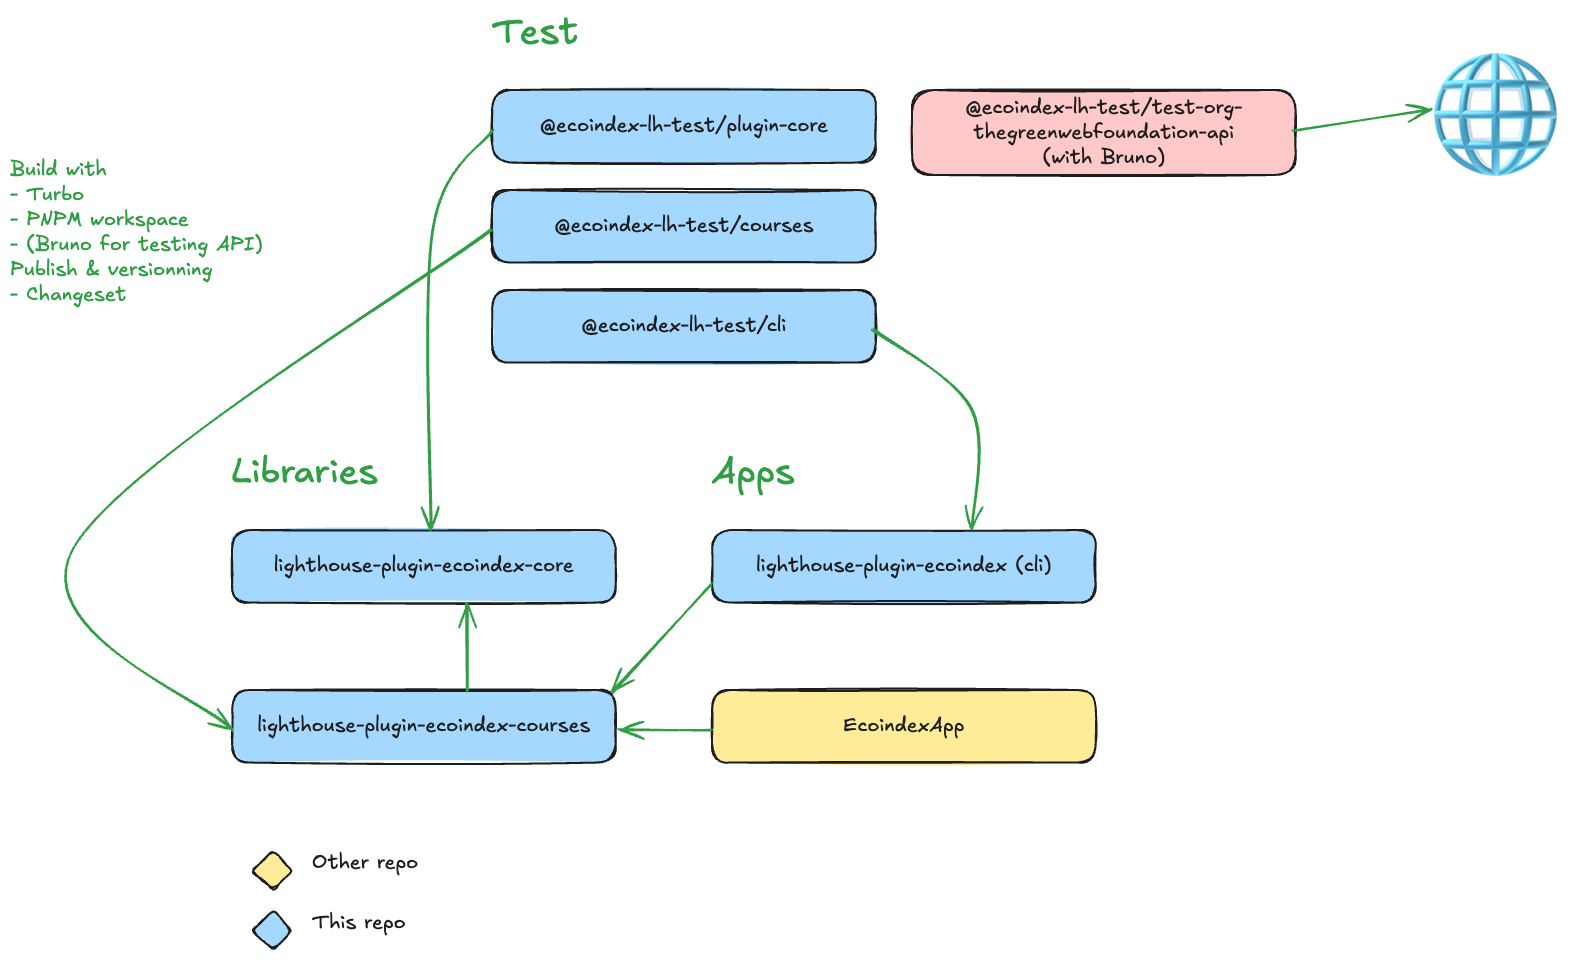 Test
@ecoindex-lh-test/plugin-core
@ecoindex-lh-test/test-org-
thegreenwebfoundation-api
(with Bruno)
Build with
- Turbo
- PNPM workspace
- (Bruno for testing API)
Publish & versionning
- Changeset
@ecoindex-lh-test/courses
@ecoindex-lh-test/cli
Libraries
Apps
lighthouse-plugin-ecoindex-core
lighthouse-plugin-ecoindex (cli)
lighthouse-plugin-ecoindex-courses
EcoindexApp
Other repo
This repo